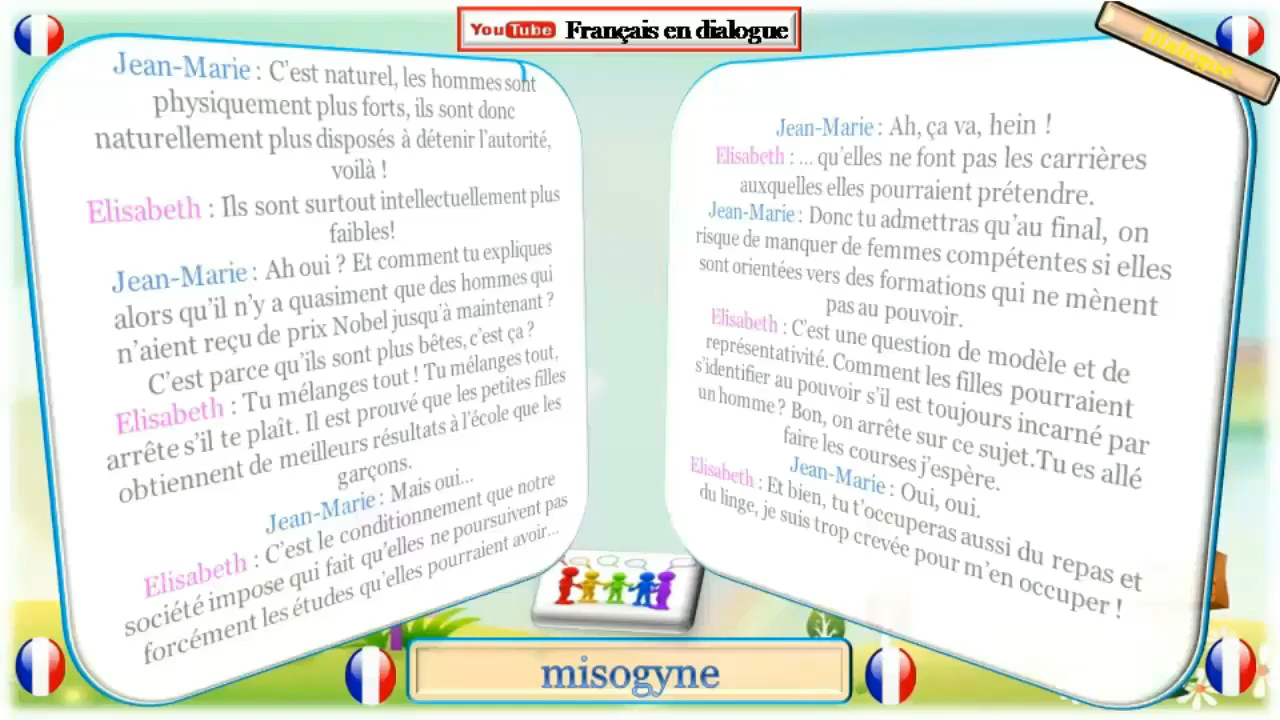 YouTube Français en dialogue
Dialogue
Jean-Marie : C'est naturel, les hommes sont
physiquement plus forts, ils sont donc
naturellement plus disposés à détenir l'autorité,
voilà !
Elisabeth : Ils sont surtout intellectuellement plus
faibles!
Jean-Marie : Ah oui ? Et comment tu expliques
alors qu'il n'y a quasiment que des hommes qui
n'aient reçu de prix Nobel jusqu'à maintenant ?
C'est parce qu'ils sont plus bêtes, c'est ça ?
Elisabeth : Tu mélanges tout ! Tu mélanges tout,
arrête s'il te plaît. Il est prouvé que les petites filles
obtiennent de meilleurs résultats à l'école que les
garçons.
Jean-Marie : Mais oui...
Elisabeth : C'est le conditionnement que notre
société impose qui fait qu'elles ne poursuivent pas
forcément les études qu'elles pourraient avoir...
Jean-Marie : Ah, ça va, hein !
Elisabeth : ... qu'elles ne font pas les carrières
auxquelles elles pourraient prétendre.
Jean-Marie : Donc tu admettras qu'au final, on
risque de manquer de femmes compétentes si elles
sont orientées vers des formations qui ne mènent
pas au pouvoir.
Elisabeth : C'est une question de modèle et de
représentativité. Comment les filles pourraient
s'identifier au pouvoir s'il est toujours incarné par
un homme ? Bon, on arrête sur ce sujet.Tu es allé
faire les courses j'espère.
Jean-Marie : Oui, oui.
Elisabeth : Et bien, tu t'occuperas aussi du repas et
du linge, je suis trop crevée pour m'en occuper !
misogyne